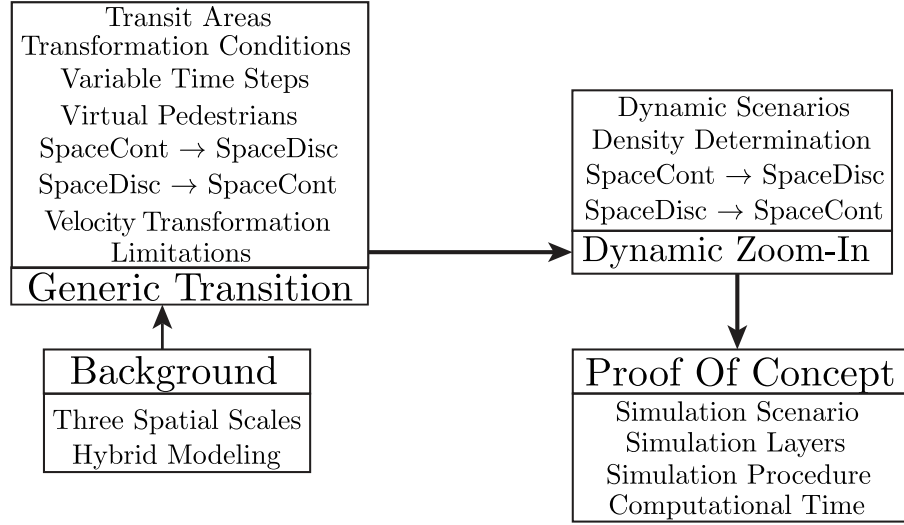 Transit Areas
Transformation Conditions
Variable Time Steps
Virtual Pedestrians
SpaceCont → SpaceDisc
SpaceDisc → SpaceCont
Velocity Transformation
Limitations
Generic Transition
Background
Three Spatial Scales
Hybrid Modeling
Dynamic Scenarios
Density Determination
SpaceCont → SpaceDisc
SpaceDisc → SpaceCont
Dynamic Zoom-In
Proof Of Concept
Simulation Scenario
Simulation Layers
Simulation Procedure
Computational Time